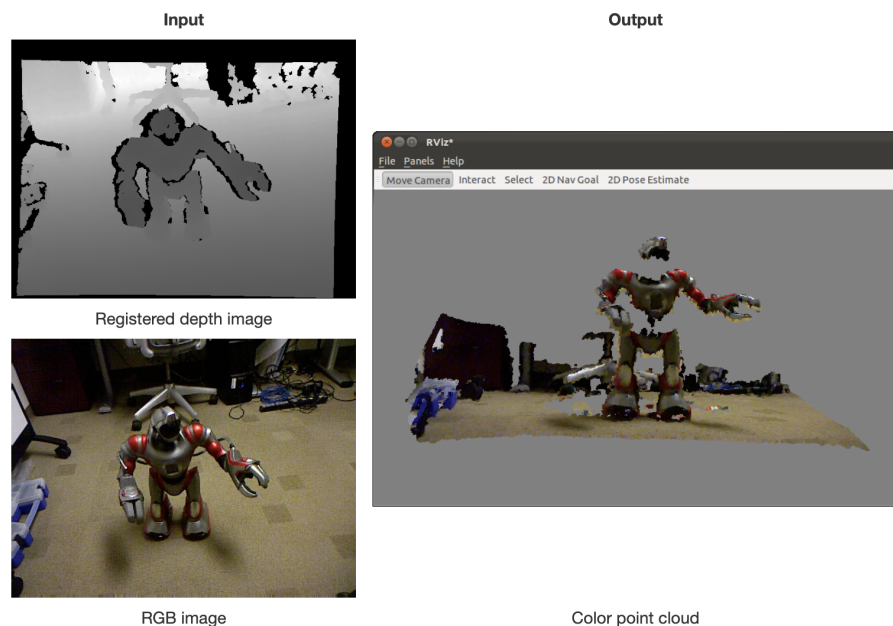 Input
Output
RViz*
File Panels Help
Move Camera Interact Select 2D Nav Goal 2D Pose Estimate
Registered depth image
RGB image
Color point cloud